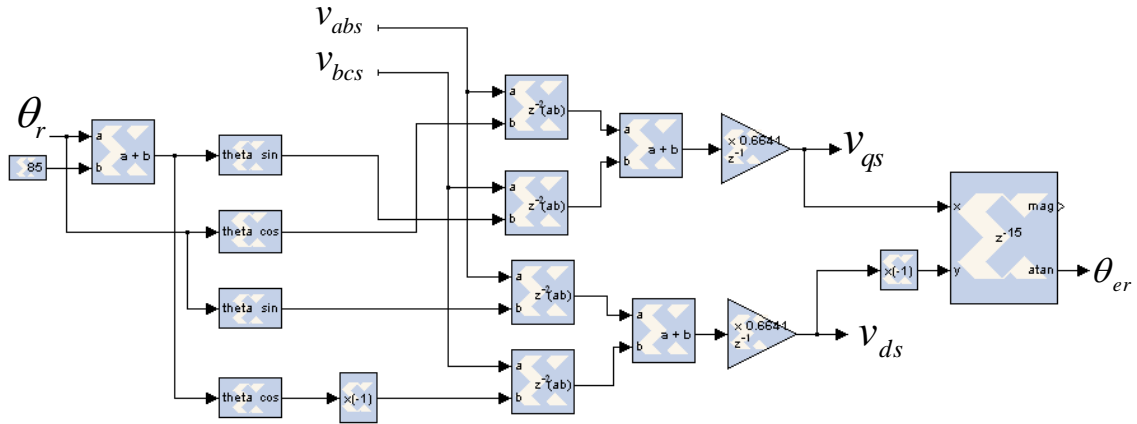 v_abs
v_bcs
θ_r
a
b
a + b
85
theta sin
theta cos
theta sin
theta cos
x(-1)
a
b
z^-2(ab)
a
b
z^-2(ab)
a
b
z^-2(ab)
a
b
z^-2(ab)
a
b
a + b
a
b
a + b
x 0.6641
z^-1
x 0.6641
z^-1
v_qs
v_ds
x(-1)
x
y
z^-15
mag
atan
θ_er